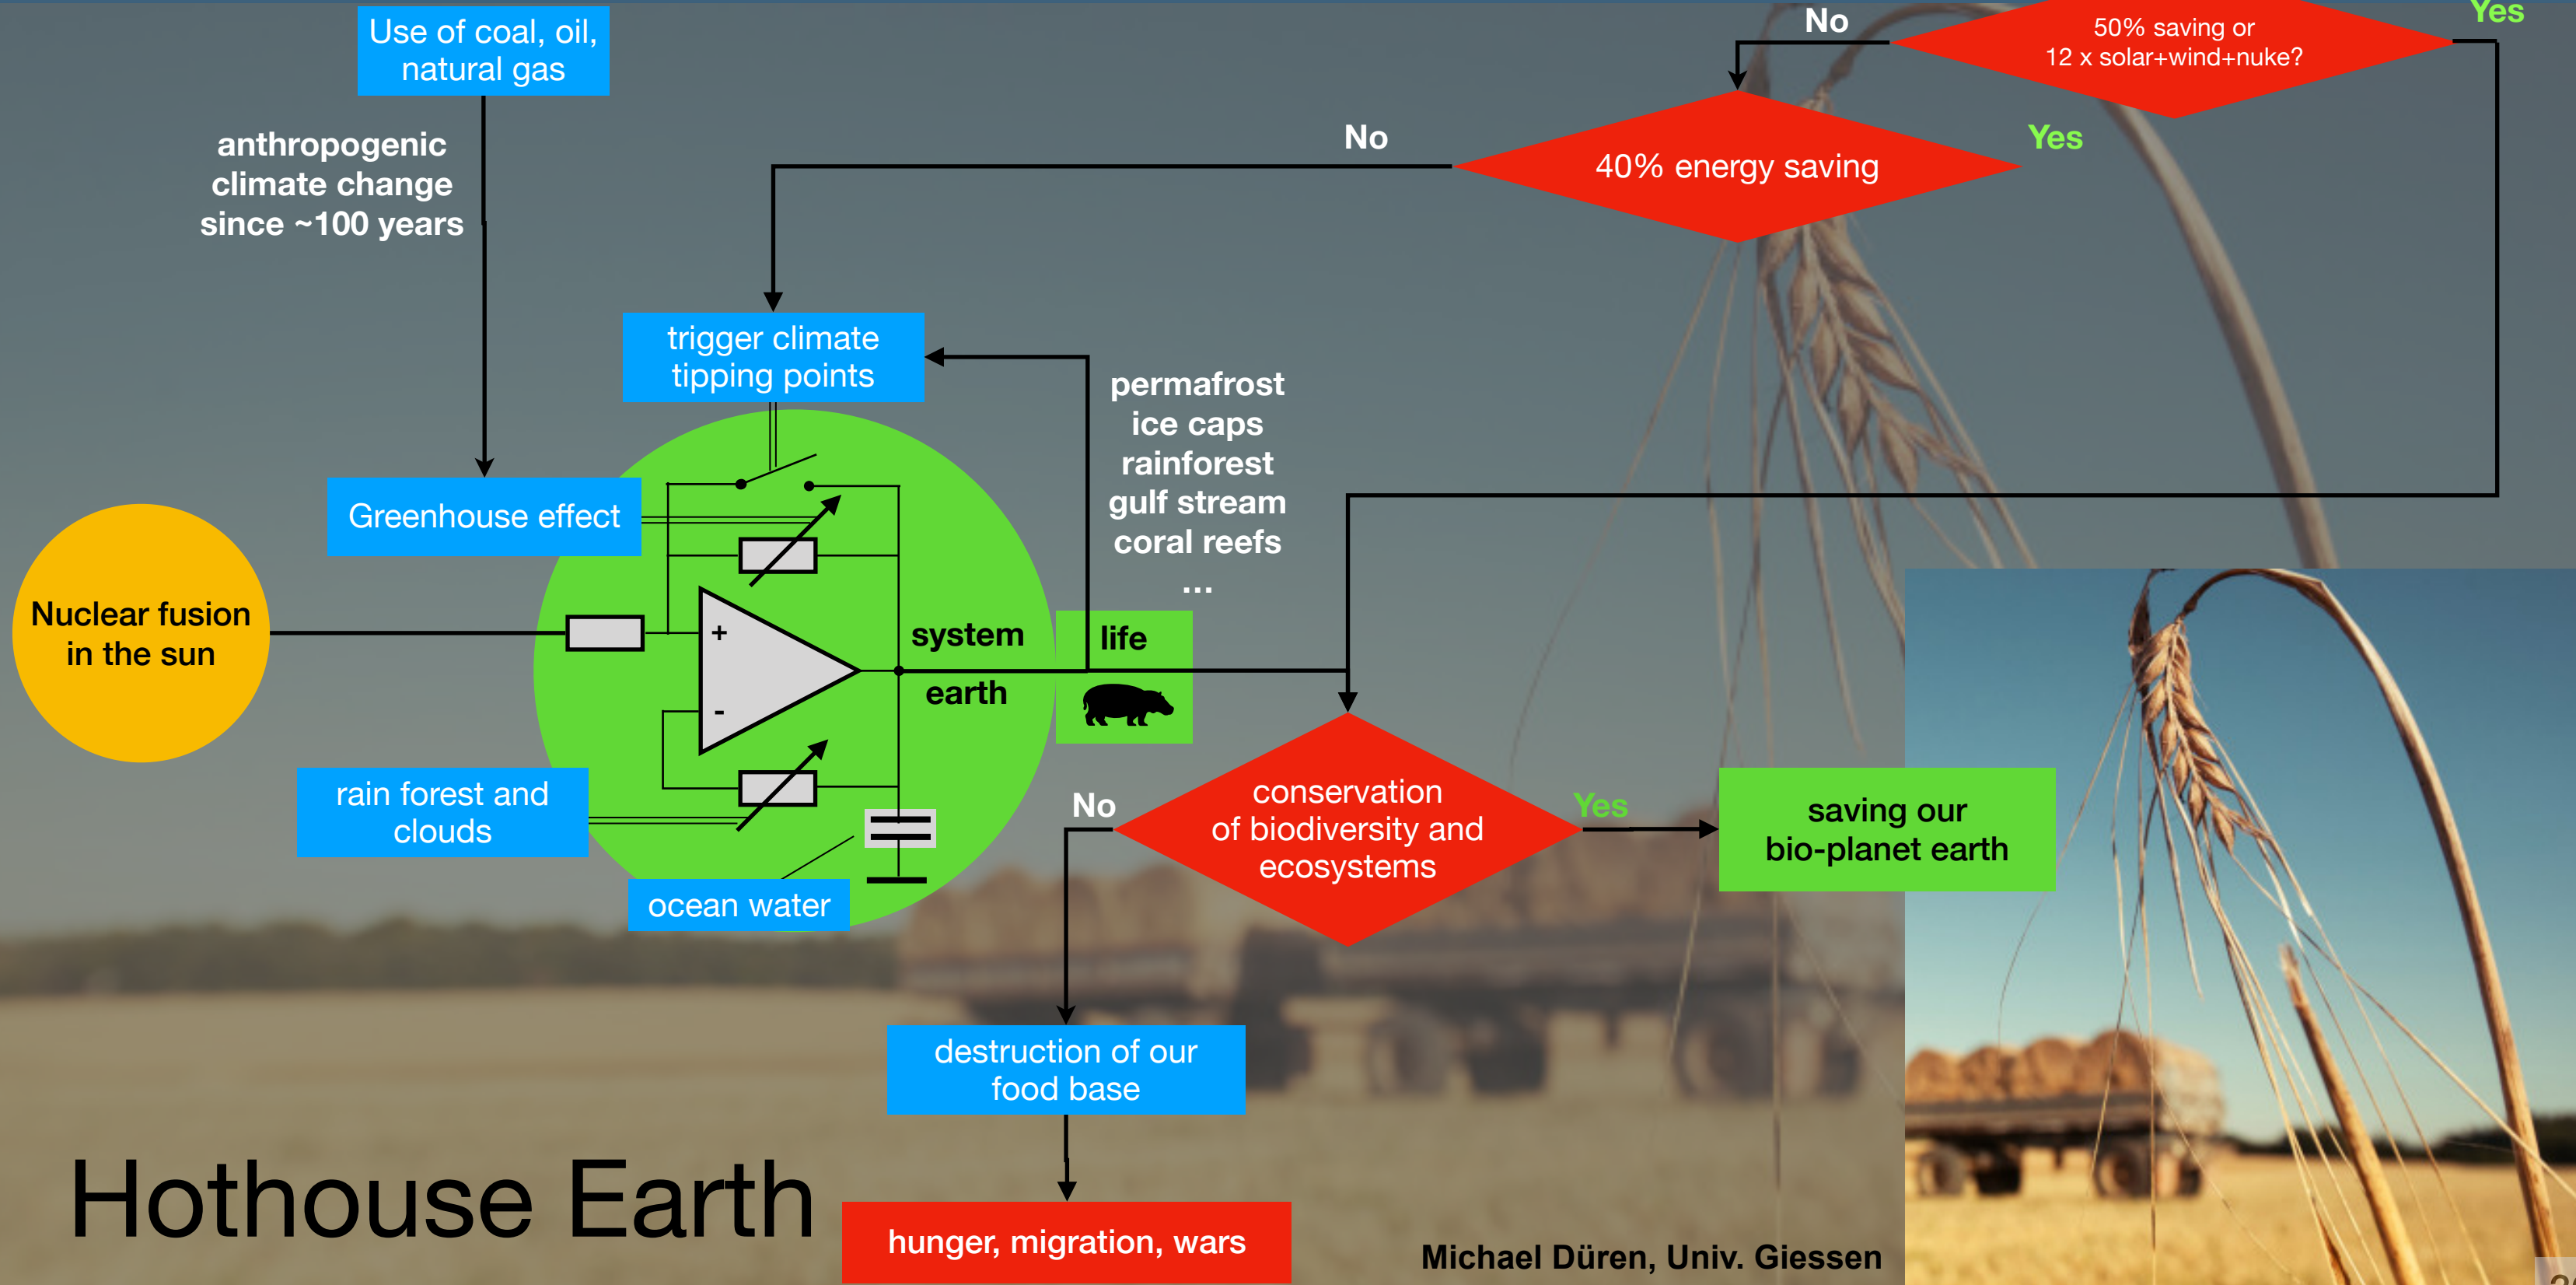 Use of coal, oil,
natural gas
No
50% saving or
12 x solar+wind+nuke?
Yes
anthropogenic
climate change
since ~100 years
No
40% energy saving
Yes
trigger climate
tipping points
permafrost
ice caps
rainforest
gulf stream
coral reefs
...
Greenhouse effect
Nuclear fusion
in the sun
+
-
system
earth
life
rain forest and
clouds
ocean water
No
conservation
of biodiversity and
ecosystems
Yes
saving our
bio-planet earth
destruction of our
food base
hunger, migration, wars
Hothouse Earth
Michael Düren, Univ. Giessen